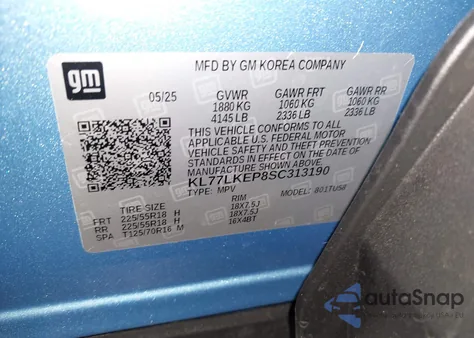 gm
MFD BY GM KOREA COMPANY
05/25 GVWR GAWR FRT GAWR RR
1880 KG 1060 KG 1060 KG
4145 LB 2336 LB 2336 LB
THIS VEHICLE CONFORMS TO ALL
APPLICABLE U.S. FEDERAL MOTOR
VEHICLE SAFETY AND THEFT PREVENTION
STANDARDS IN EFFECT ON THE DATE OF
MANUFACTURE SHOWN ABOVE.
KL77LKEP8SC313190
TYPE: MPV MODEL:
TIRE SIZE RIM
FRT 225/55R18 H 18X7.5J
RR 225/55R18 H 18X7.5J
SPA T125/70R16 M 16X4BT
autaSnap